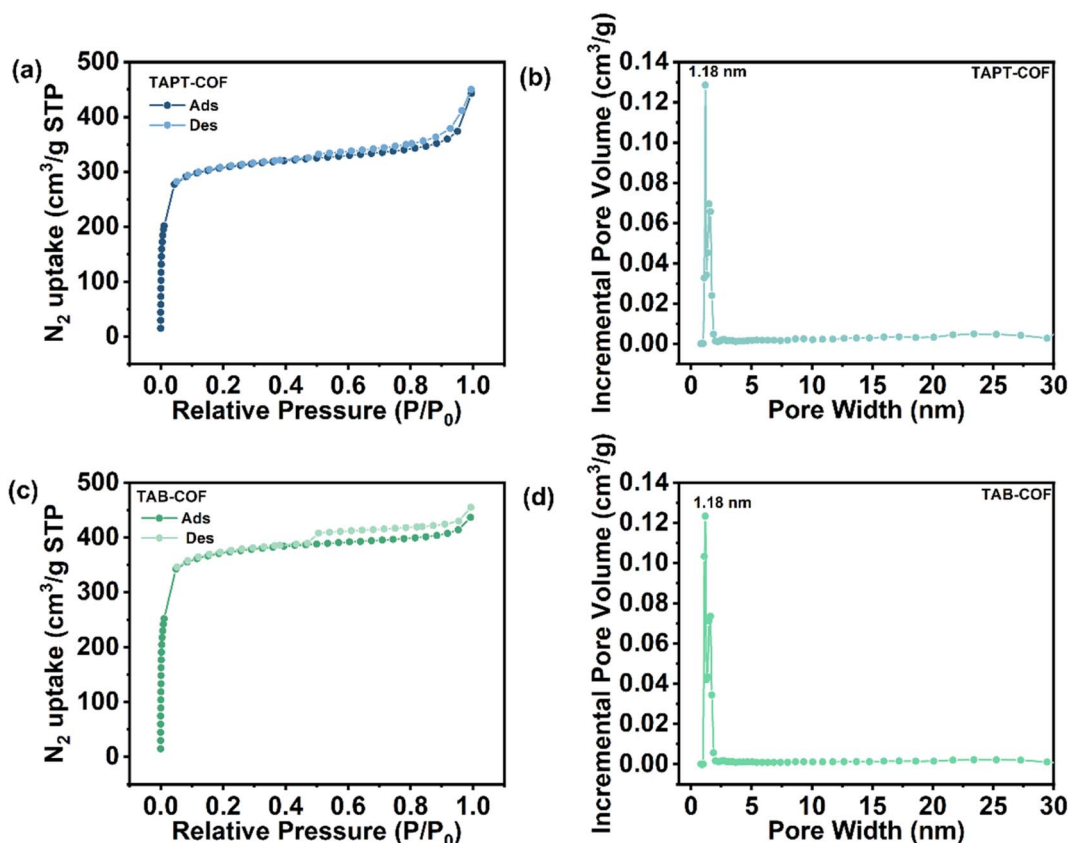 (a)
TAPT-COF
Ads
Des
500
400
300
200
100
0
N₂ uptake (cm³/g STP)
0.0 0.2 0.4 0.6 0.8 1.0
Relative Pressure (P/P₀)
(b)
1.18 nm
TAPT-COF
0.14
0.12
0.10
0.08
0.06
0.04
0.02
0.00
Incremental Pore Volume (cm³/g)
0 5 10 15 20 25 30
Pore Width (nm)
(c)
TAB-COF
Ads
Des
500
400
300
200
100
0
N₂ uptake (cm³/g STP)
0.0 0.2 0.4 0.6 0.8 1.0
Relative Pressure (P/P₀)
(d)
1.18 nm
TAB-COF
0.14
0.12
0.10
0.08
0.06
0.04
0.02
0.00
Incremental Pore Volume (cm³/g)
0 5 10 15 20 25 30
Pore Width (nm)